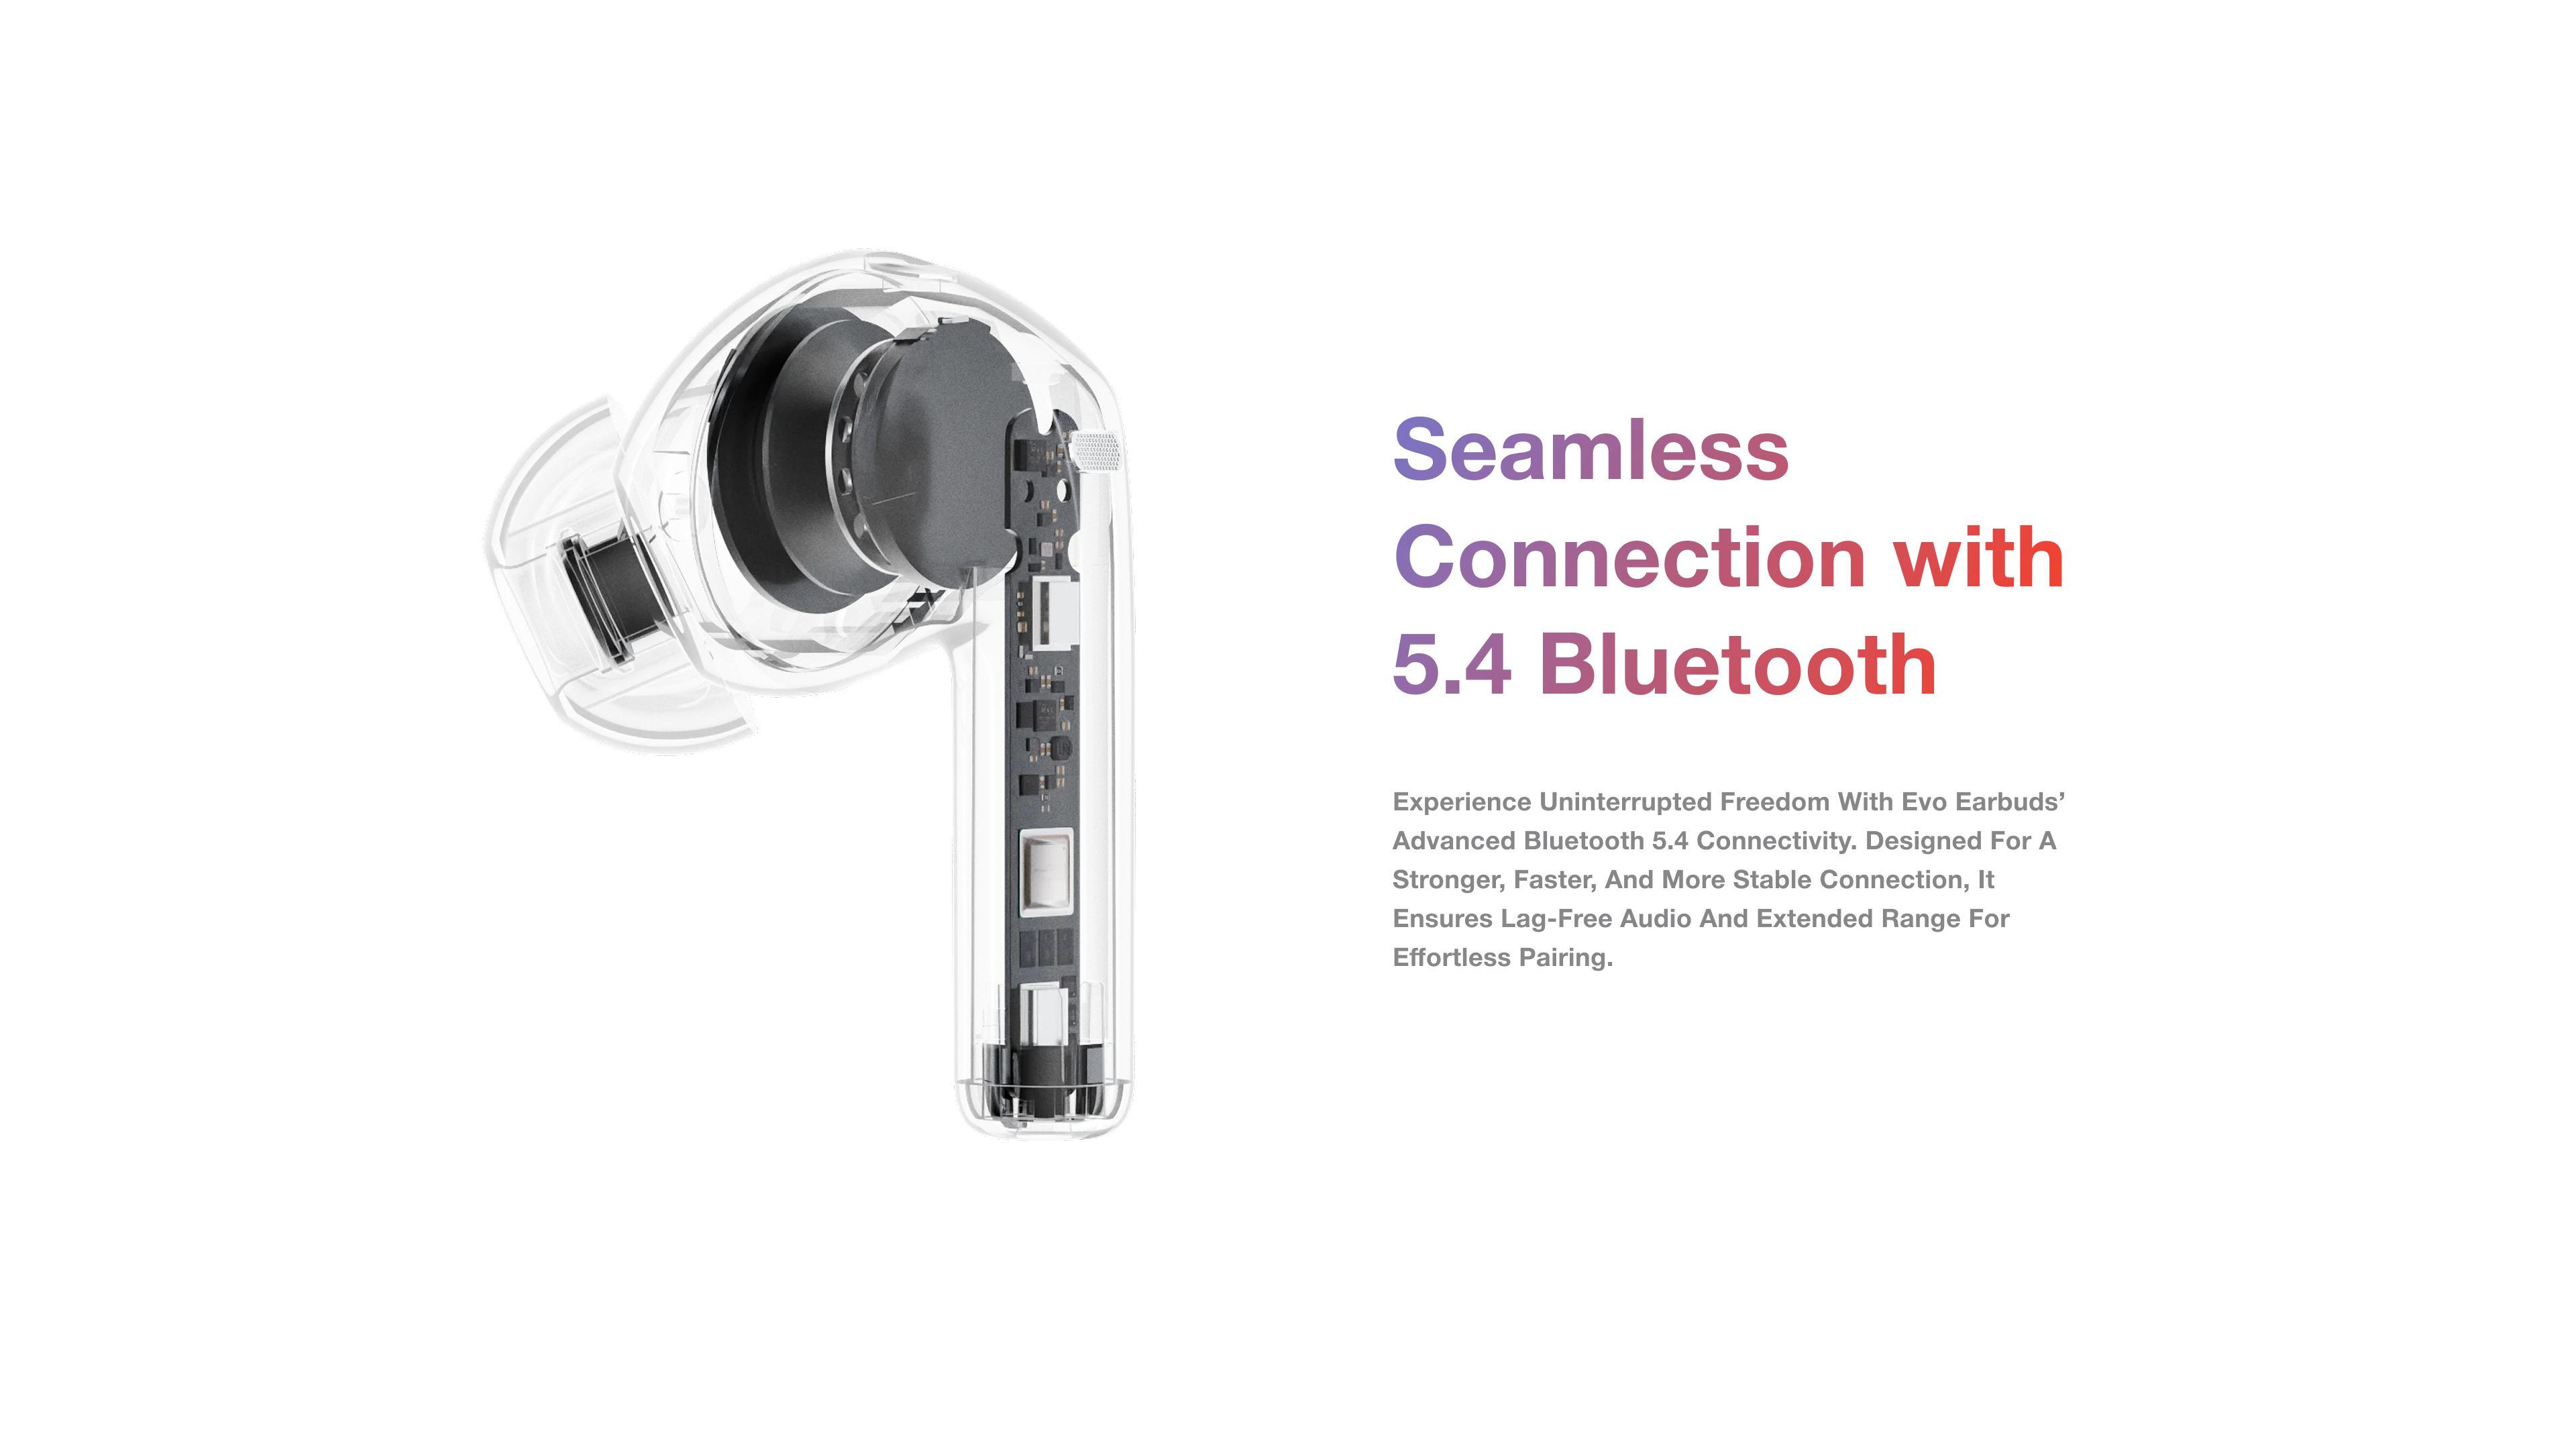 Seamless
Connection with
5.4 Bluetooth
Experience Uninterrupted Freedom With Evo Earbuds’
Advanced Bluetooth 5.4 Connectivity. Designed For A
Stronger, Faster, And More Stable Connection, It
Ensures Lag-Free Audio And Extended Range For
Effortless Pairing.